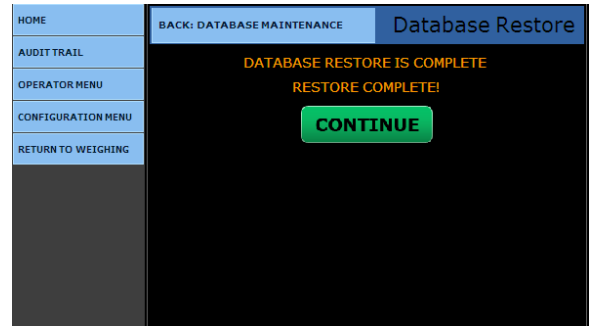 HOME
AUDIT TRAIL
OPERATOR MENU
CONFIGURATION MENU
RETURN TO WEIGHING
BACK: DATABASE MAINTENANCE
Database Restore
DATABASE RESTORE IS COMPLETE
RESTORE COMPLETE!
CONTINUE